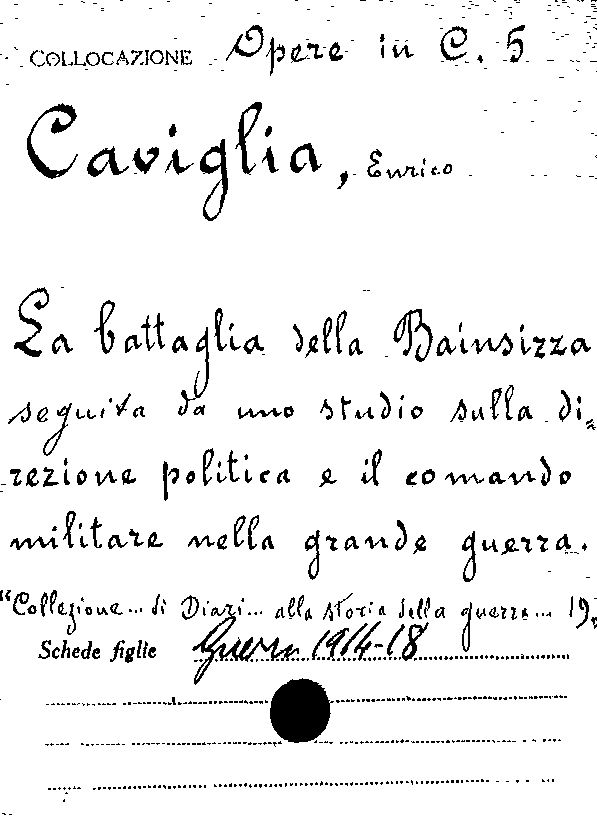 COLLOCAZIONE Opere in C. 5
Caviglia, Enrico
La battaglia della Bainsizza
seguita da uno studio sulla di=
rezione politica e il comando
militare nella grande guerra.
"Collezione... di Diari... alla storia della guerra... 19,
Schede figlie Guerra 1914-18